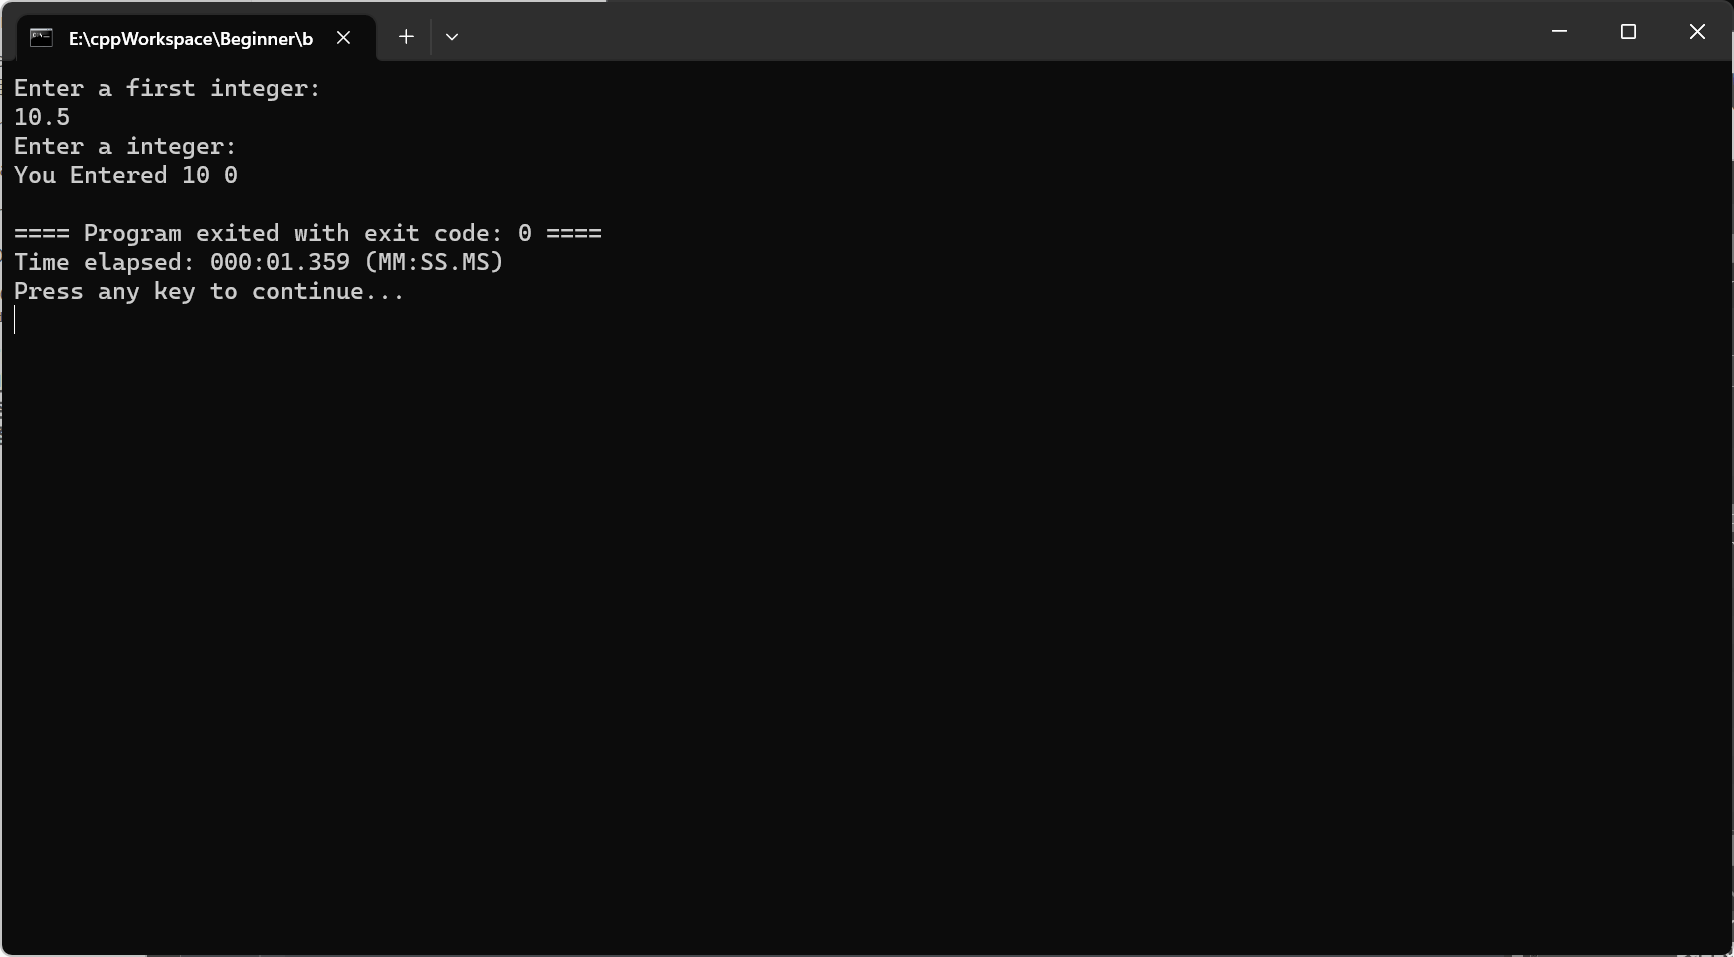 E:\cppWorkspace\Beginner\b
Enter a first integer:
10.5
Enter a integer:
You Entered 10 0
==== Program exited with exit code: 0 ====
Time elapsed: 000:01.359 (MM:SS.MS)
Press any key to continue...